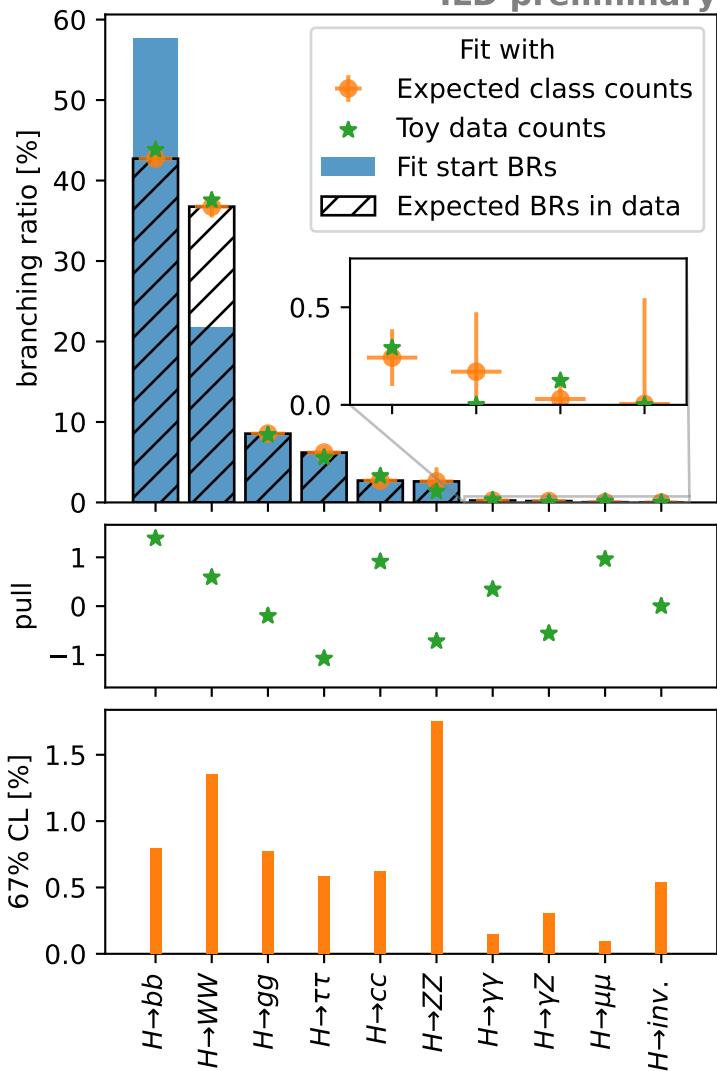 Fit with
Expected class counts
Toy data counts
Fit start BRs
Expected BRs in data
branching ratio [%]
60
50
40
30
20
10
0
0.5
0.0
pull
1
0
−1
67% CL [%]
1.5
1.0
0.5
0.0
H→bb
H→WW
H→gg
H→ττ
H→cc
H→ZZ
H→γγ
H→γZ
H→μμ
H→inv.